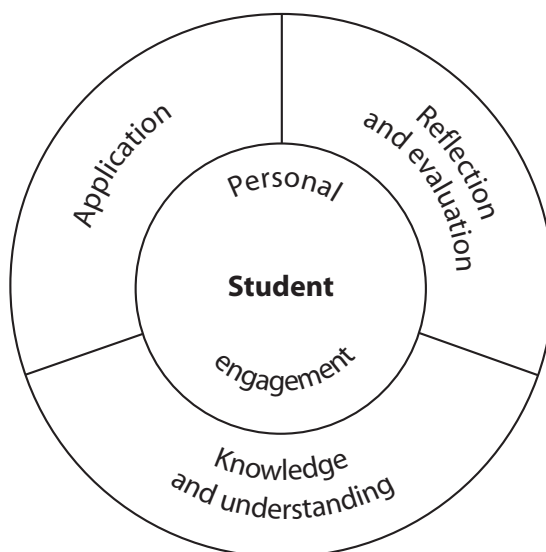 Application
Reflection
and evaluation
Personal
Student
engagement
Knowledge
and understanding